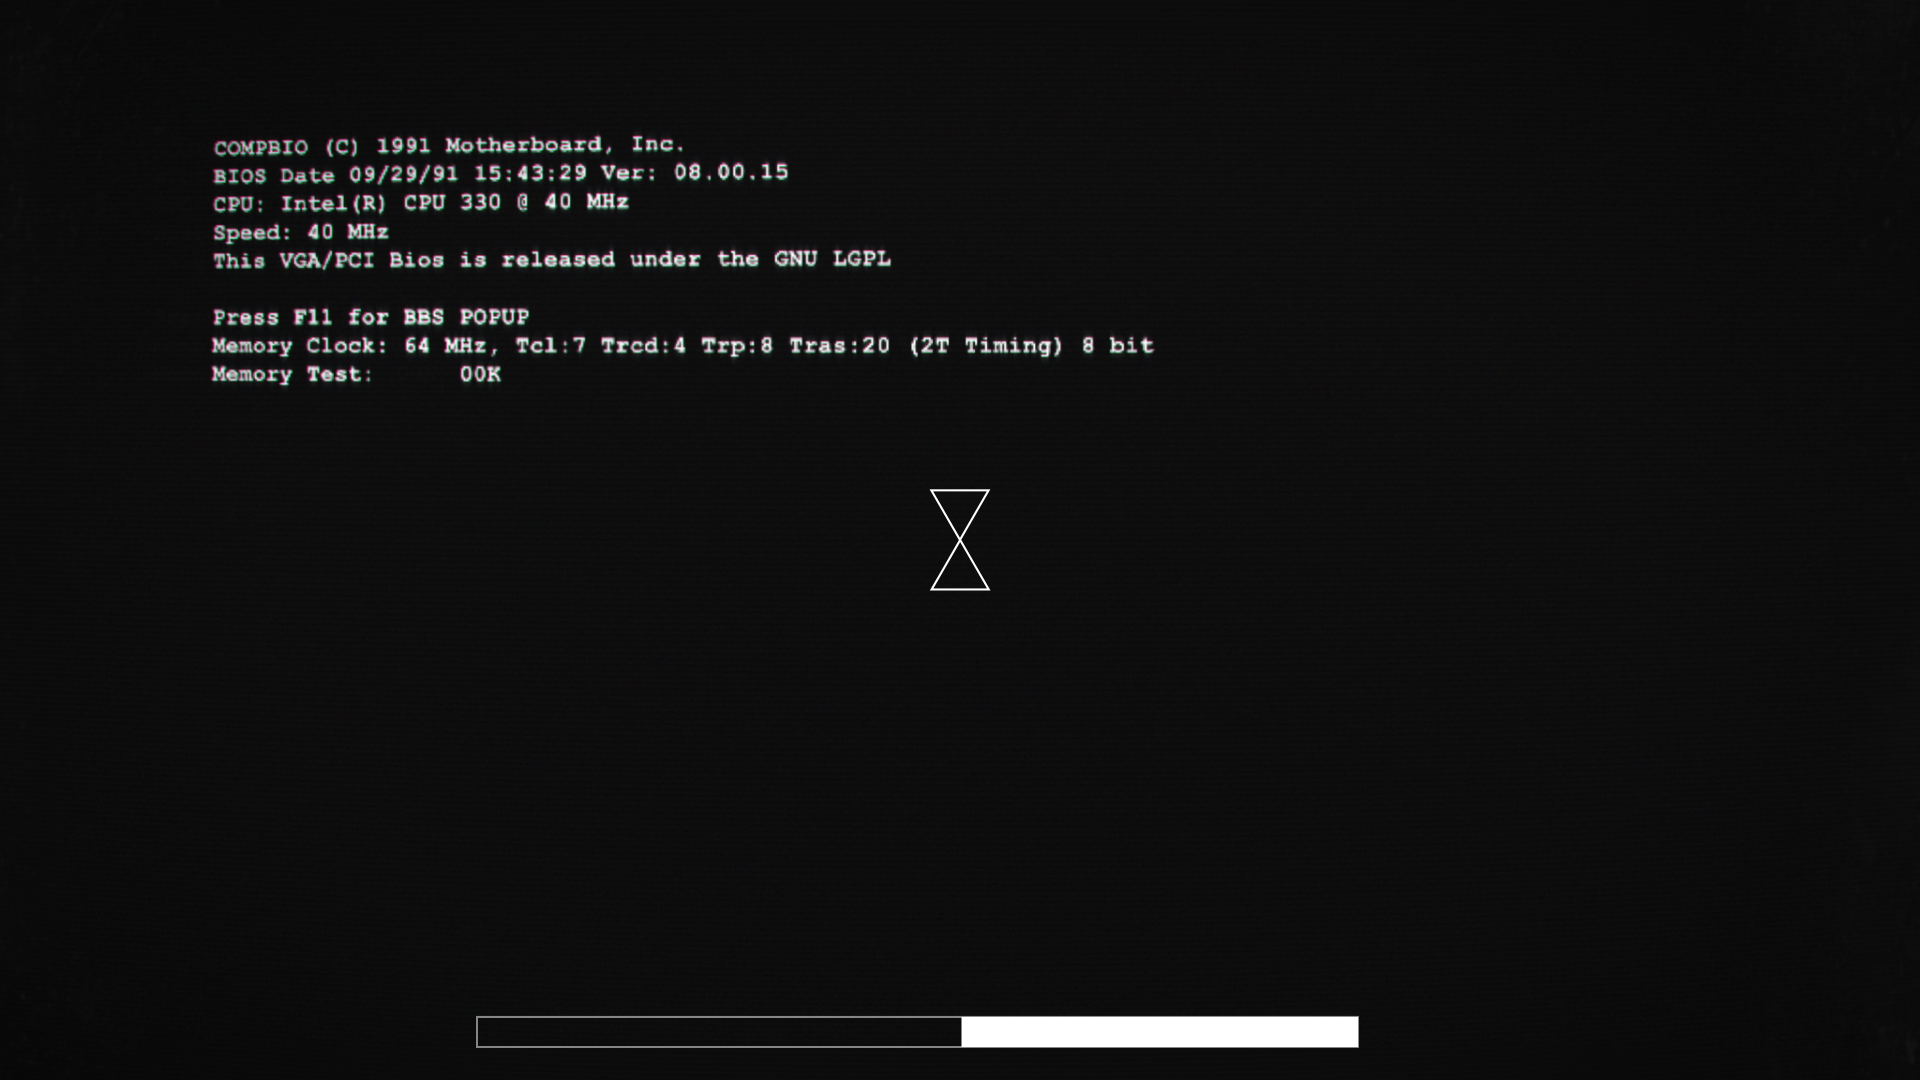 COMPBIO (C) 1991 Motherboard, Inc.
BIOS Date 09/29/91 15:43:29 Ver: 08.00.15
CPU: Intel(R) CPU 330 @ 40 MHz
Speed: 40 MHz
This VGA/PCI Bios is released under the GNU LGPL
Press F11 for BBS POPUP
Memory Clock: 64 MHz, Tcl:7 Trcd:4 Trp:8 Tras:20 (2T Timing) 8 bit
Memory Test: 00K